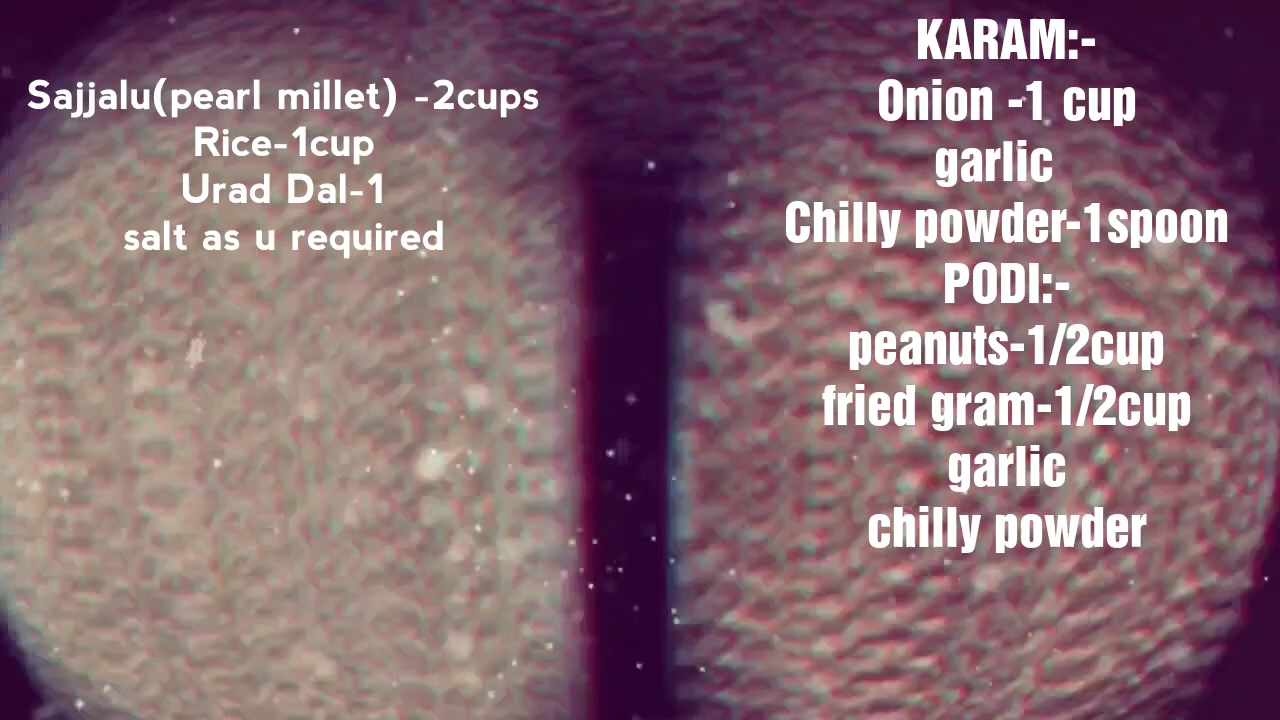 Sajjalu(pearl millet) -2cups
Rice-1cup
Urad Dal-1
salt as u required
KARAM:-
Onion -1 cup
garlic
Chilly powder-1spoon
PODI:-
peanuts-1/2cup
fried gram-1/2cup
garlic
chilly powder